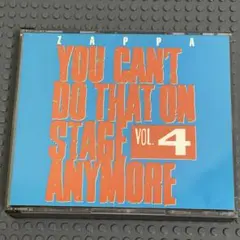 ZAPPA
YOU CAN'T
DO THAT ON
STAGE VOL. 4
ANYMORE